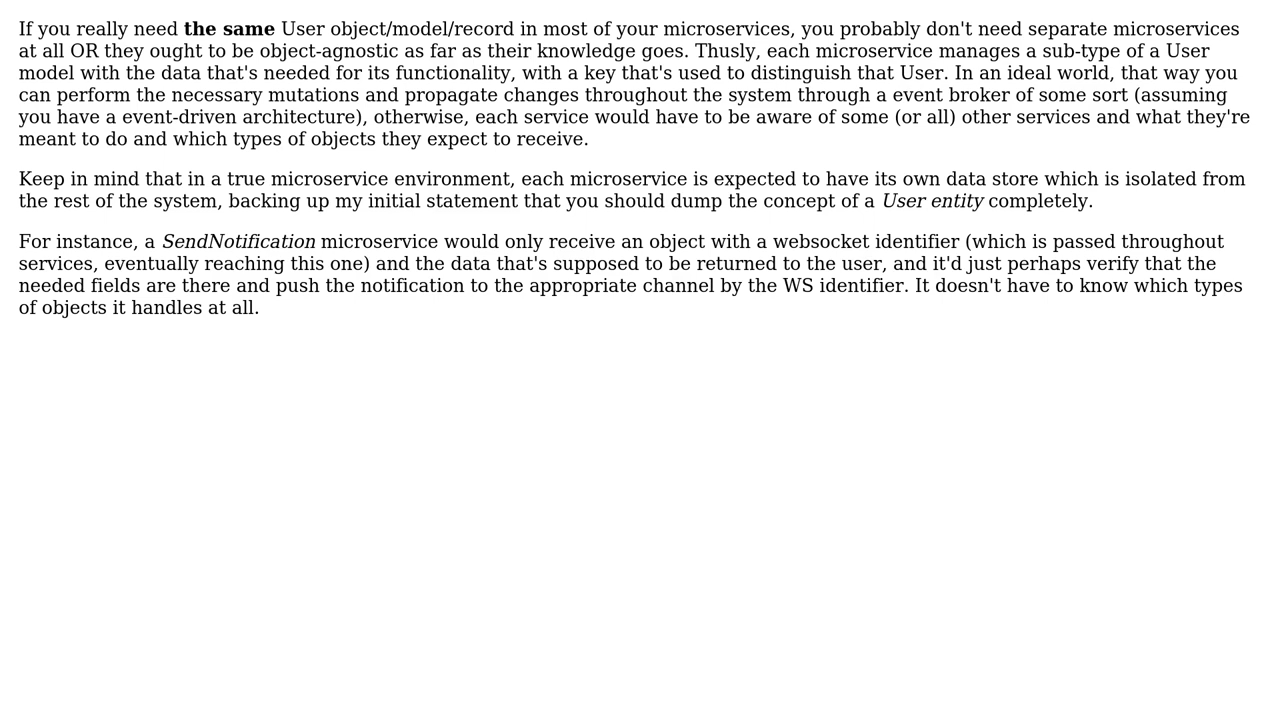 If you really need the same User object/model/record in most of your microservices, you probably don't need separate microservices
at all OR they ought to be object-agnostic as far as their knowledge goes. Thusly, each microservice manages a sub-type of a User
model with the data that's needed for its functionality, with a key that's used to distinguish that User. In an ideal world, that way you
can perform the necessary mutations and propagate changes throughout the system through a event broker of some sort (assuming
you have a event-driven architecture), otherwise, each service would have to be aware of some (or all) other services and what they're
meant to do and which types of objects they expect to receive.
Keep in mind that in a true microservice environment, each microservice is expected to have its own data store which is isolated from
the rest of the system, backing up my initial statement that you should dump the concept of a User entity completely.
For instance, a SendNotification microservice would only receive an object with a websocket identifier (which is passed throughout
services, eventually reaching this one) and the data that's supposed to be returned to the user, and it'd just perhaps verify that the
needed fields are there and push the notification to the appropriate channel by the WS identifier. It doesn't have to know which types
of objects it handles at all.